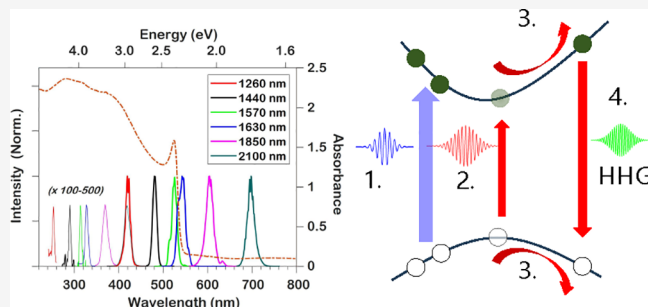 Energy (eV)
4.0 3.0 2.5 2.0 1.6
Intensity (Norm.)
(x 100-500)
1260 nm
1440 nm
1570 nm
1630 nm
1850 nm
2100 nm
2.5
2
1.5
1
0.5
0
Absorbance
300 400 500 600 700 800
Wavelength (nm)
3.
1.
2.
4.
HHG
3.